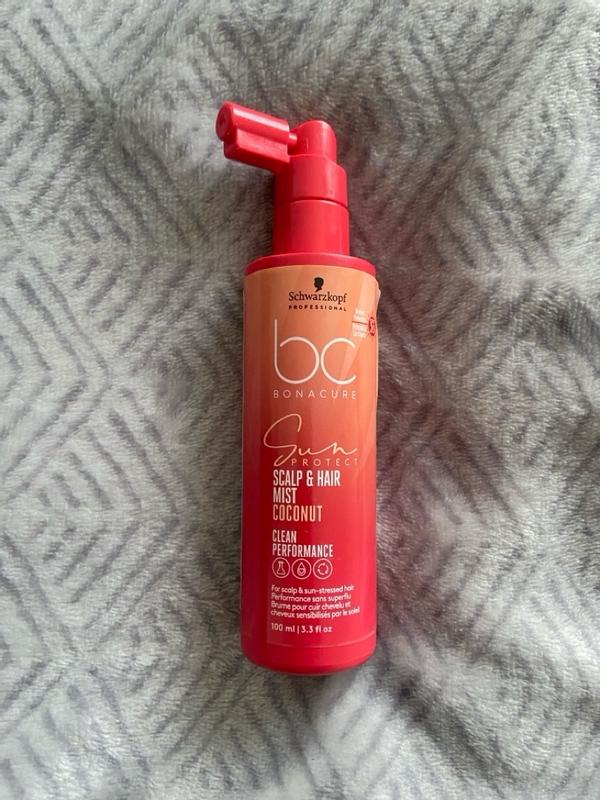 Schwarzkopf
PROFESSIONAL
bc
BONACURE
Sun
PROTECT
SCALP & HAIR
MIST
COCONUT
CLEAN
PERFORMANCE
For scalp & sun-stressed hair
Performance sans superflu
Brume pour cuir chevelu et
cheveux sensibilisés par le soleil
100 ml | 3.3 fl oz